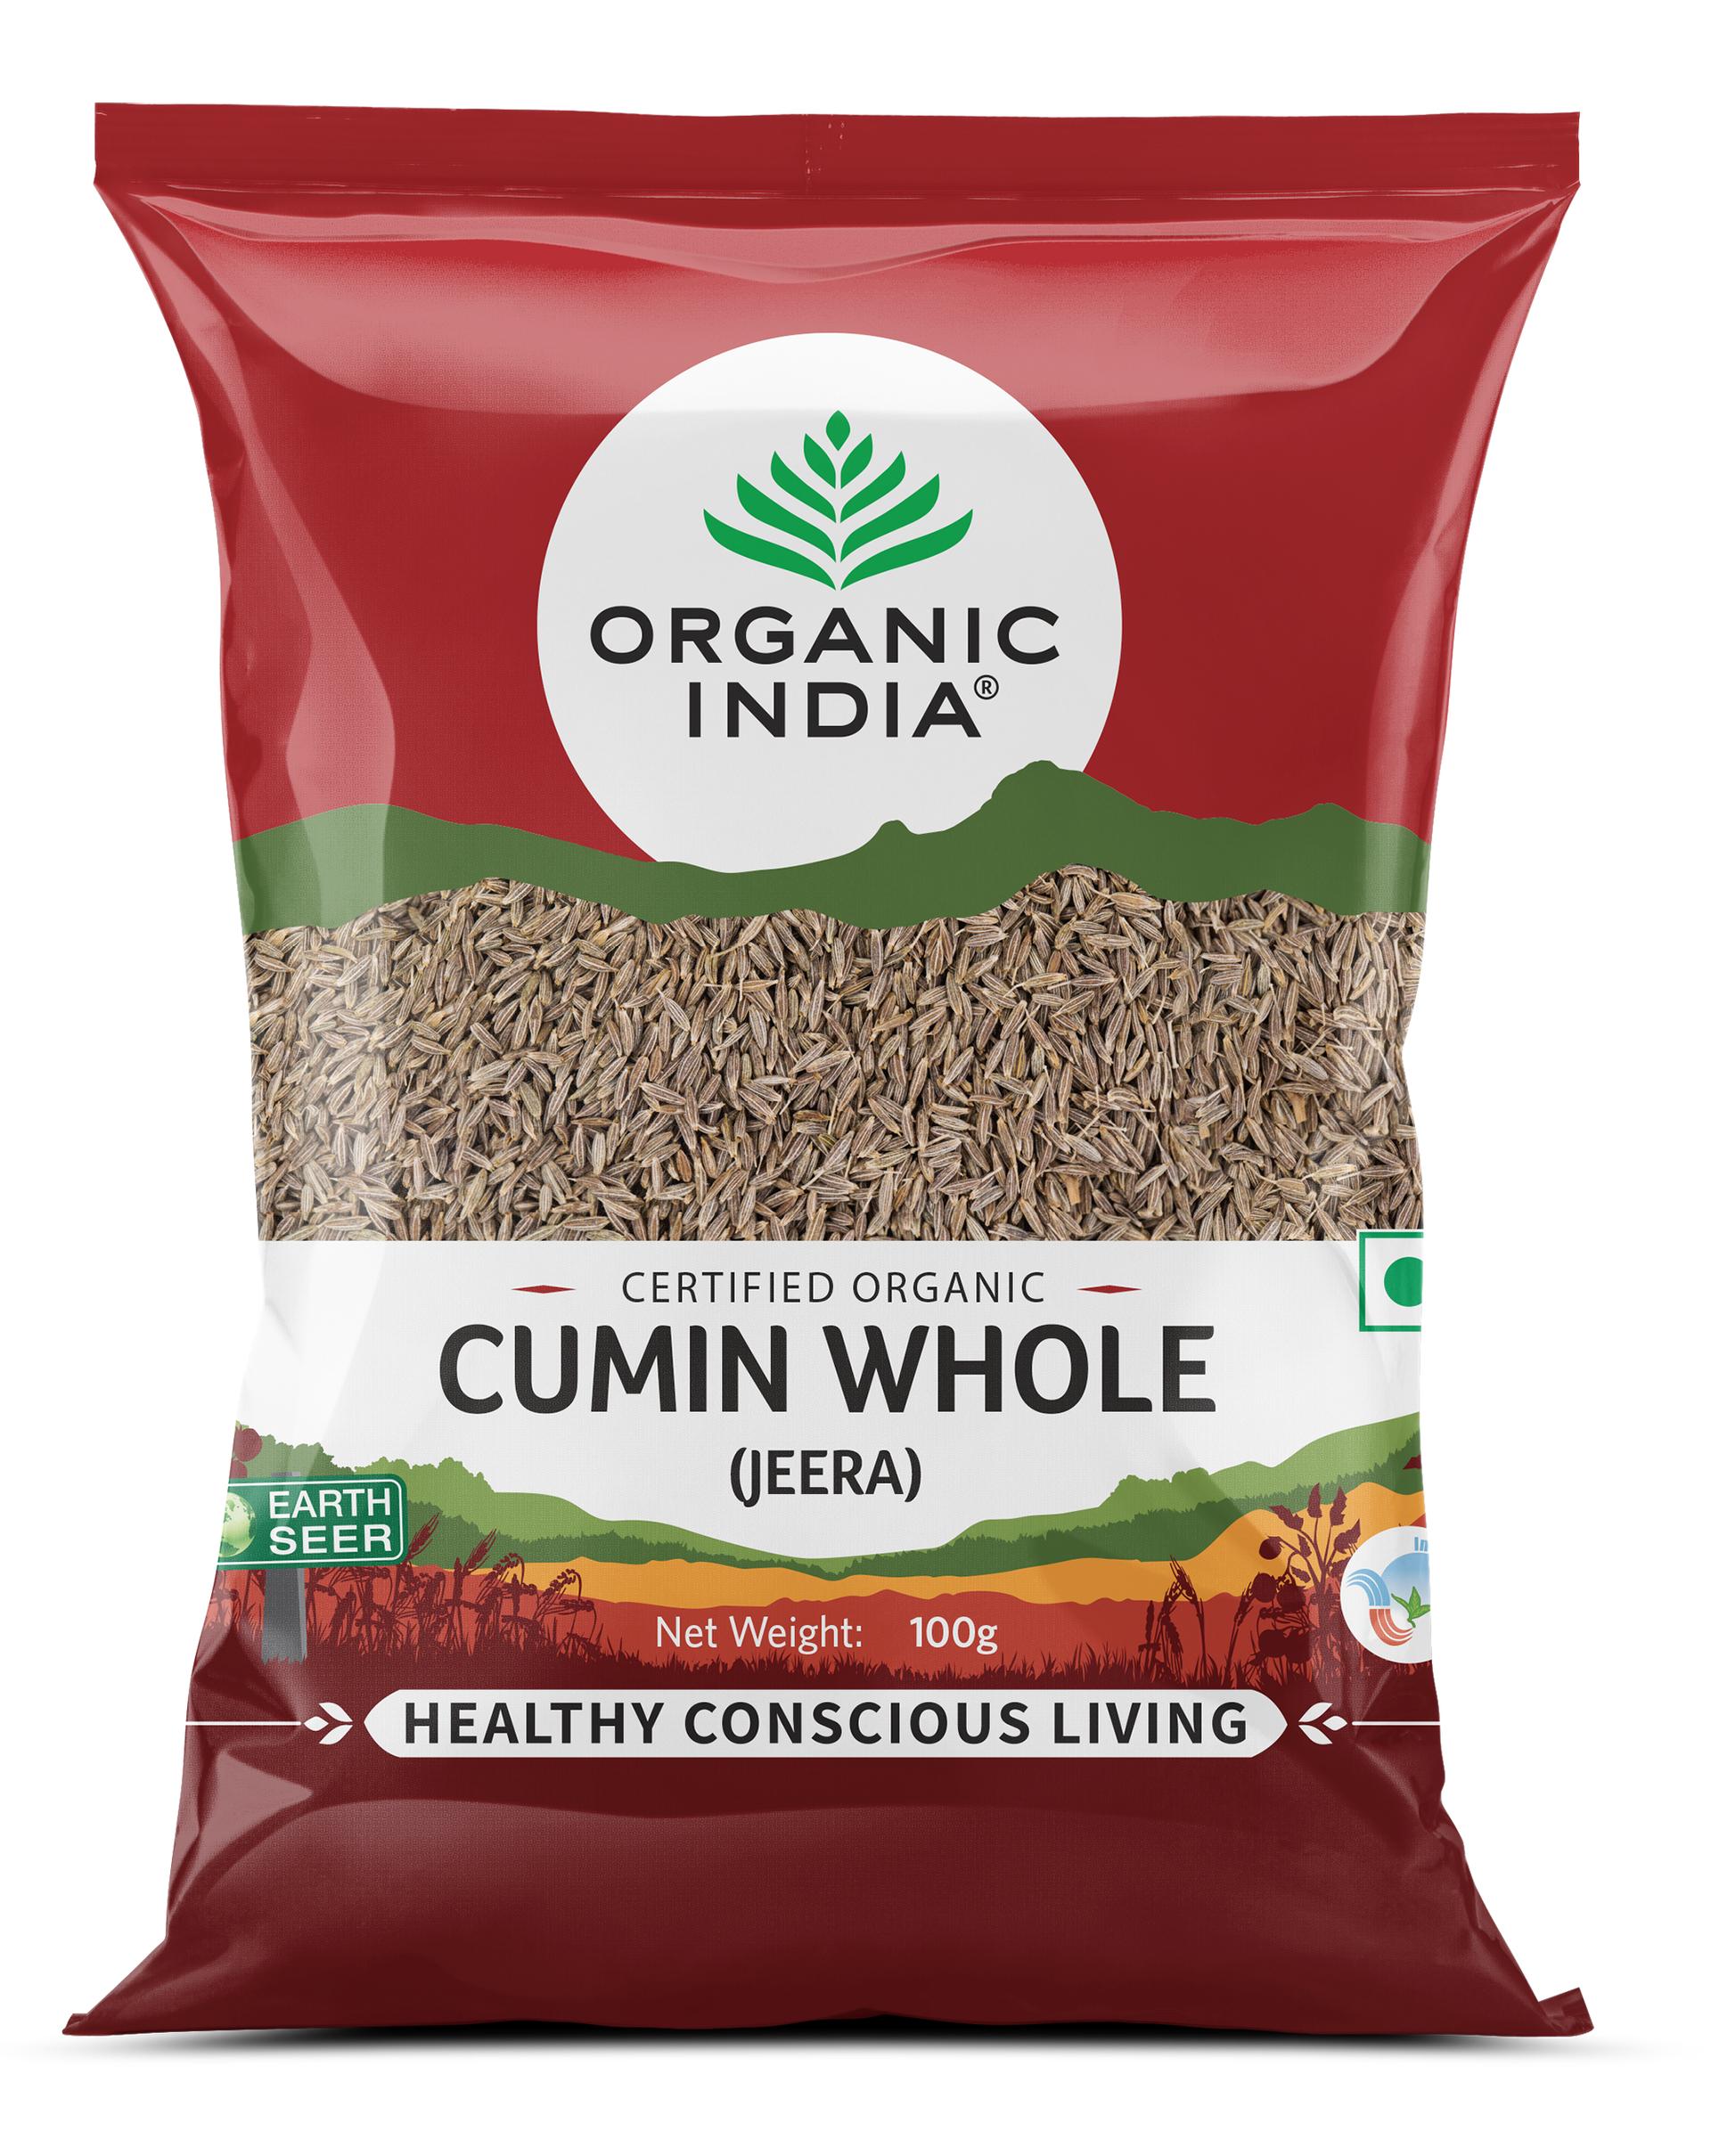 ORGANIC
INDIA®
CERTIFIED ORGANIC
CUMIN WHOLE
(JEERA)
EARTH
SEER
Net Weight: 100g
HEALTHY CONSCIOUS LIVING